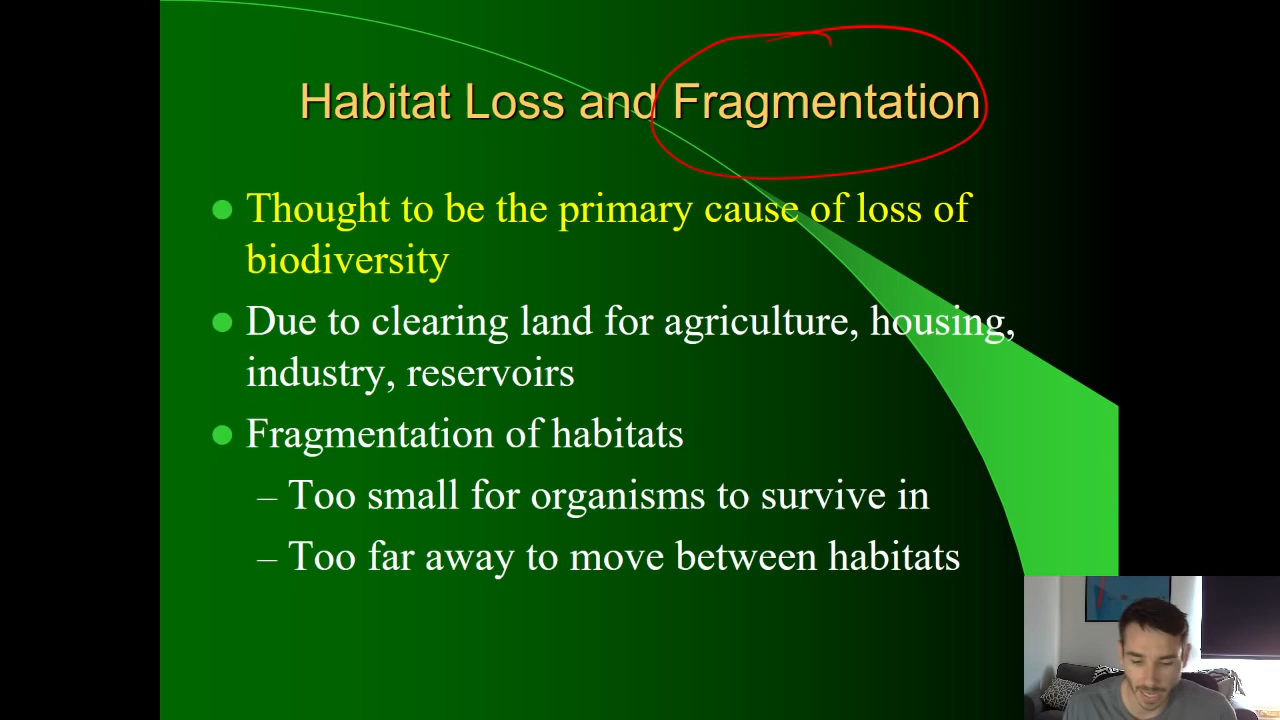 Habitat Loss and Fragmentation
Thought to be the primary cause of loss of
biodiversity
Due to clearing land for agriculture, housing,
industry, reservoirs
Fragmentation of habitats
– Too small for organisms to survive in
– Too far away to move between habitats